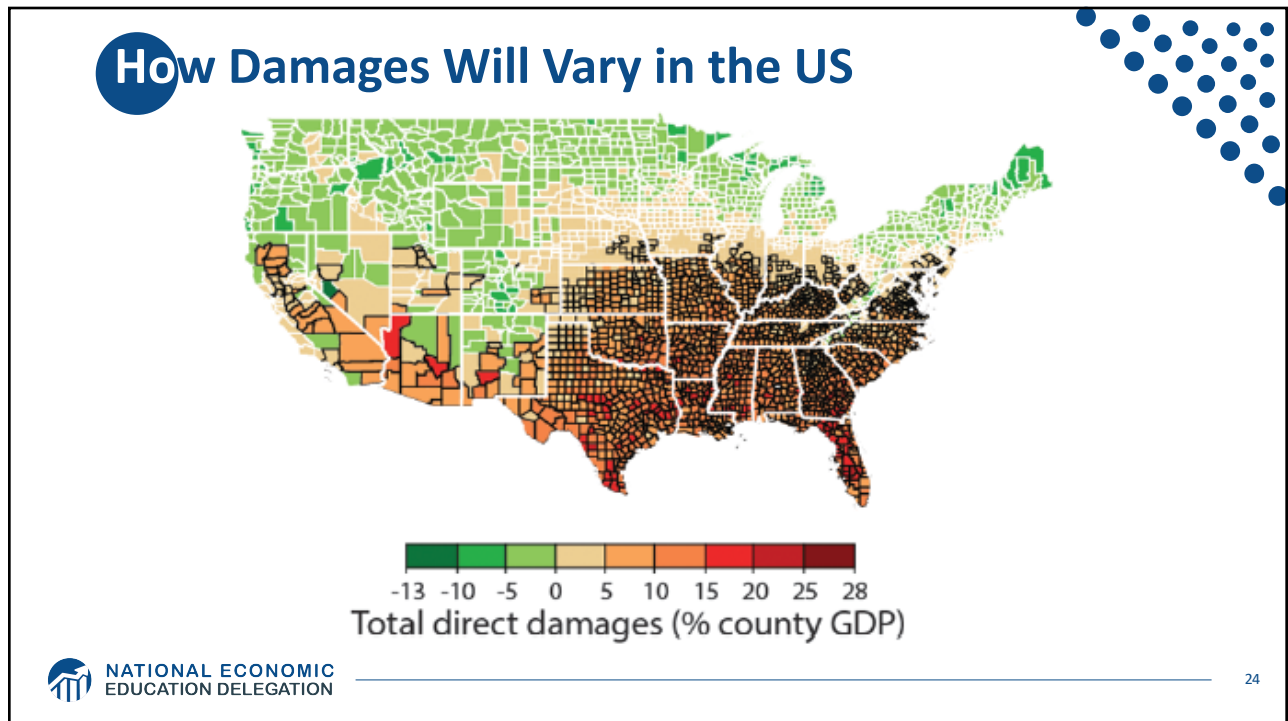 How Damages Will Vary in the US
-13 -10 -5 0 5 10 15 20 25 28
Total direct damages (% county GDP)
NATIONAL ECONOMIC
EDUCATION DELEGATION
24